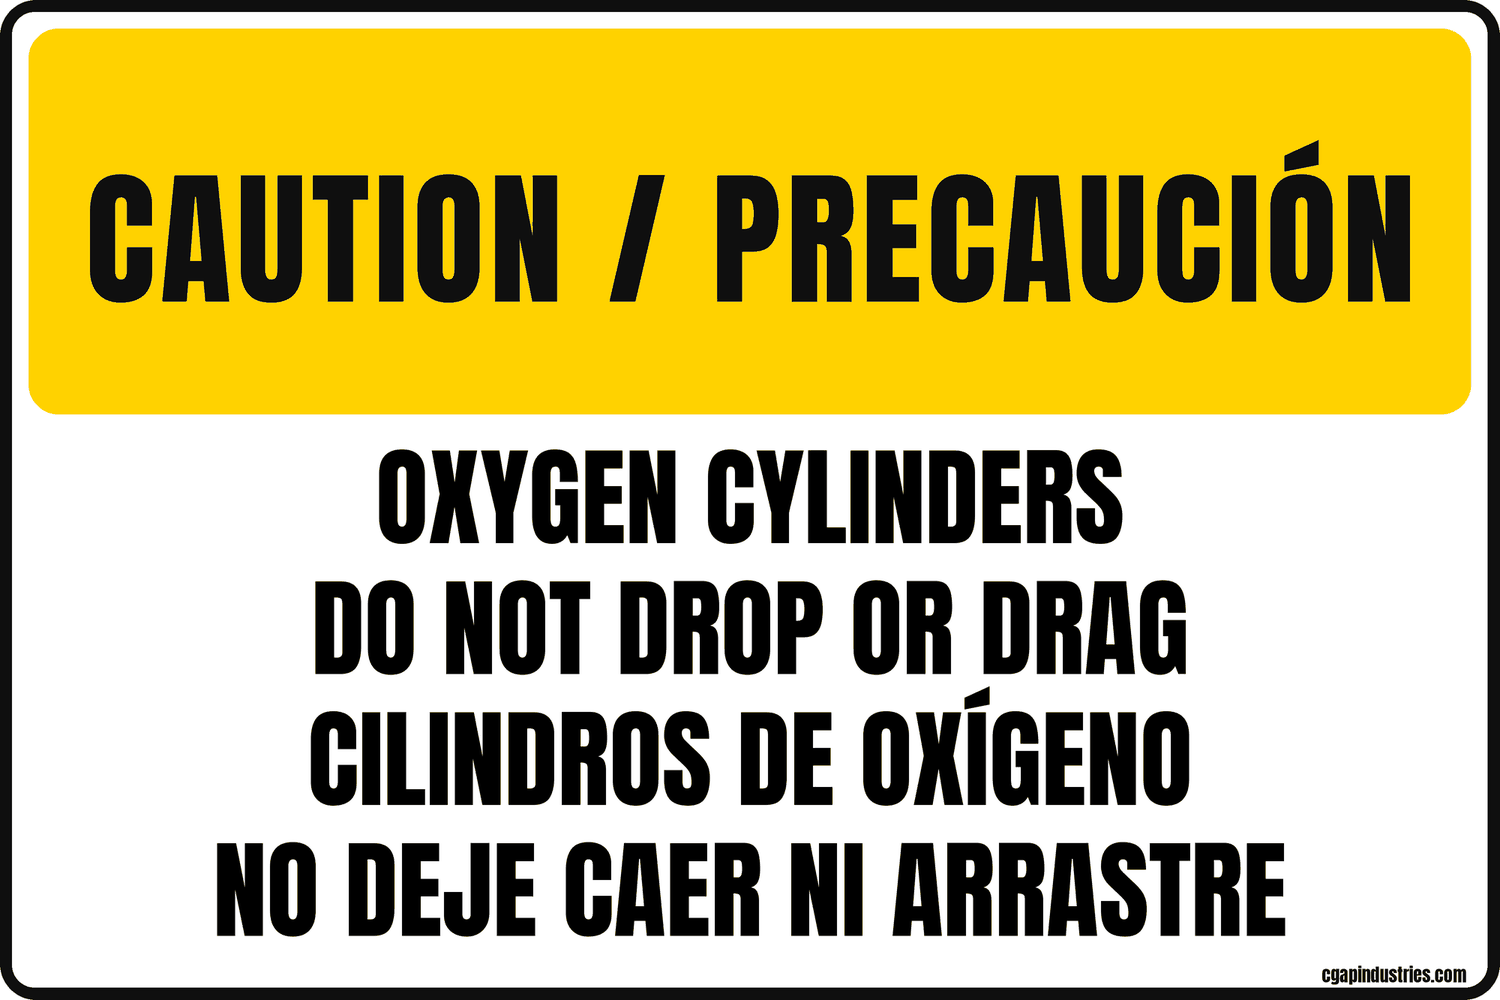 CAUTION / PRECAUCIÓN
OXYGEN CYLINDERS
DO NOT DROP OR DRAG
CILINDROS DE OXÍGENO
NO DEJE CAER NI ARRASTRE
cgapindustries.com